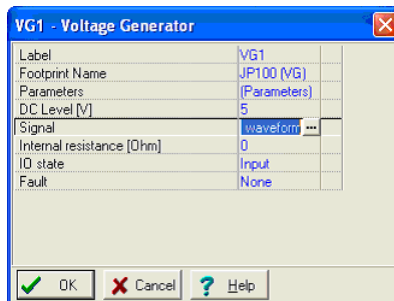 VG1 - Voltage Generator
Label VG1
Footprint Name JP100 (VG)
Parameters (Parameters)
DC Level [V] 5
Signal waveform ...
Internal resistance [Ohm] 0
IO state Input
Fault None
OK Cancel ? Help